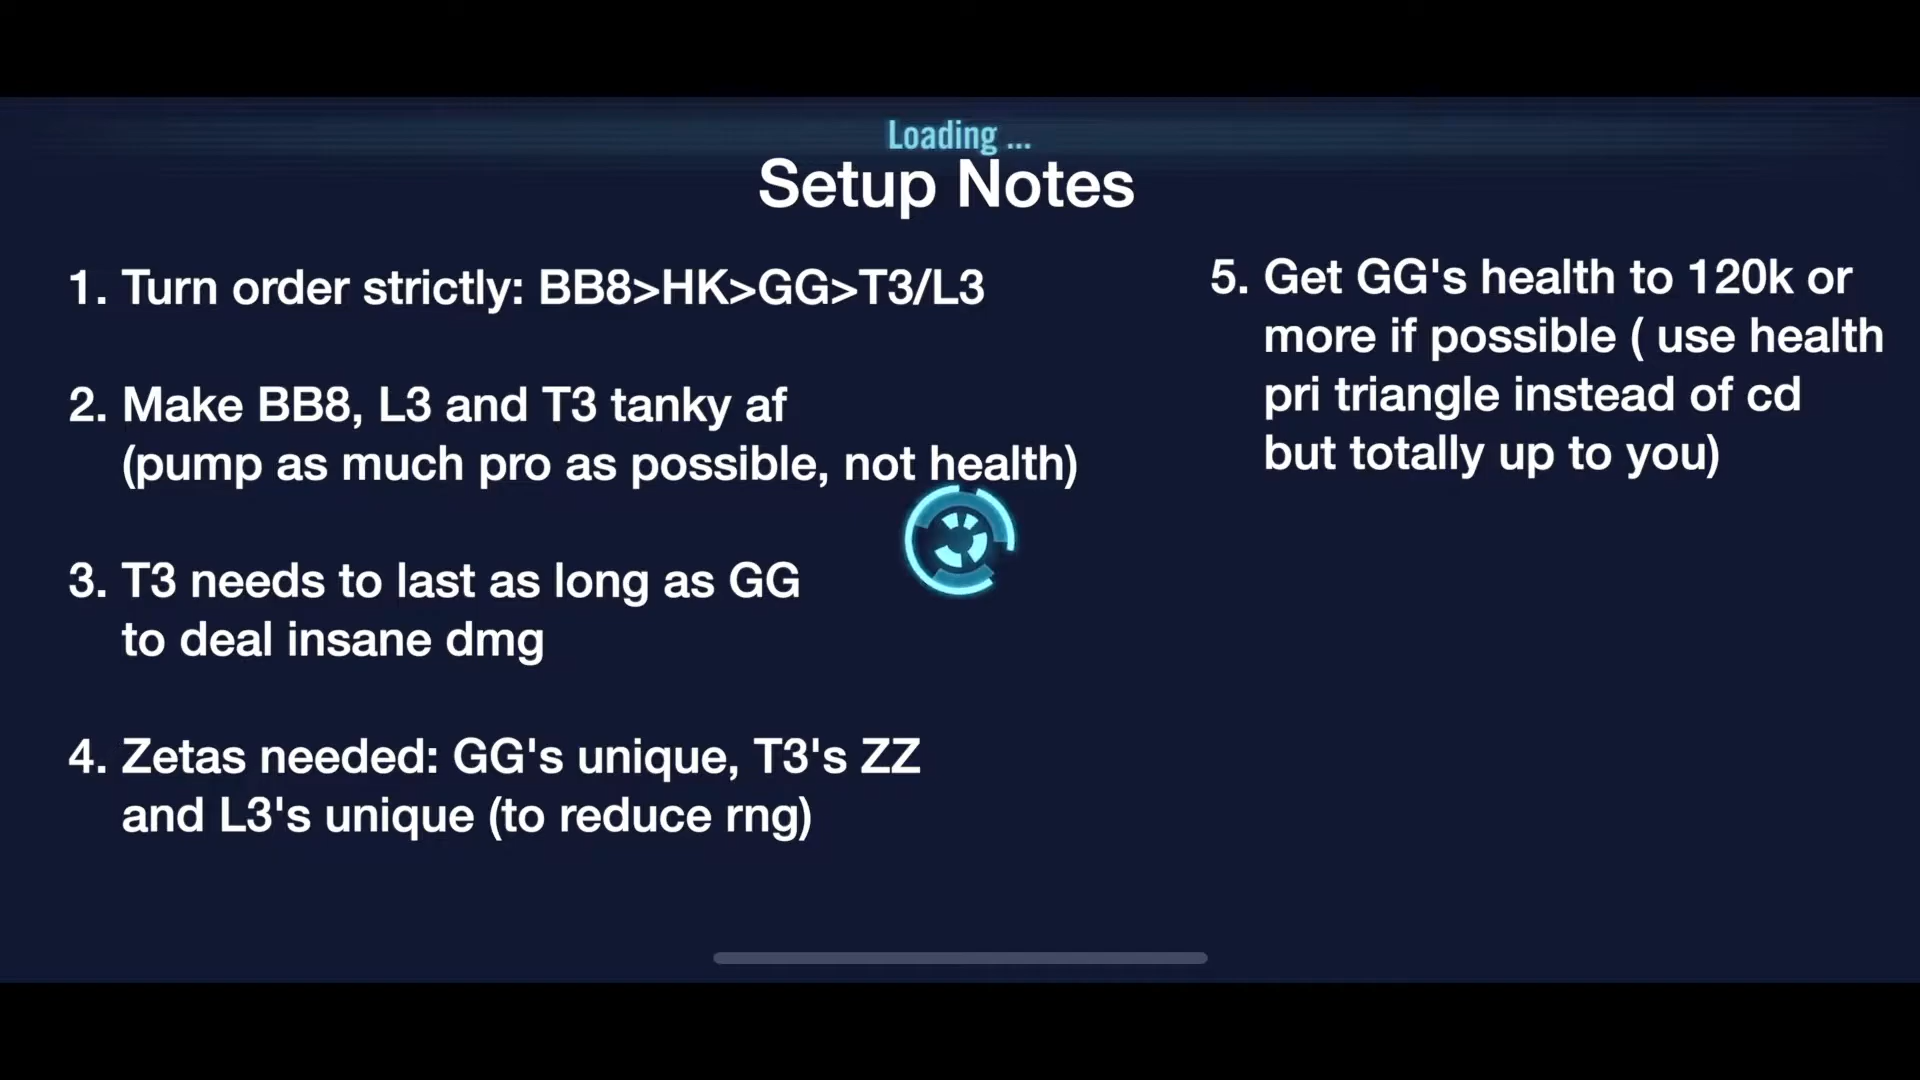 Loading ...
Setup Notes
1. Turn order strictly: BB8>HK>GG>T3/L3
2. Make BB8, L3 and T3 tanky af
(pump as much pro as possible, not health)
3. T3 needs to last as long as GG
to deal insane dmg
4. Zetas needed: GG's unique, T3's ZZ
and L3's unique (to reduce rng)
5. Get GG's health to 120k or
more if possible ( use health
pri triangle instead of cd
but totally up to you)